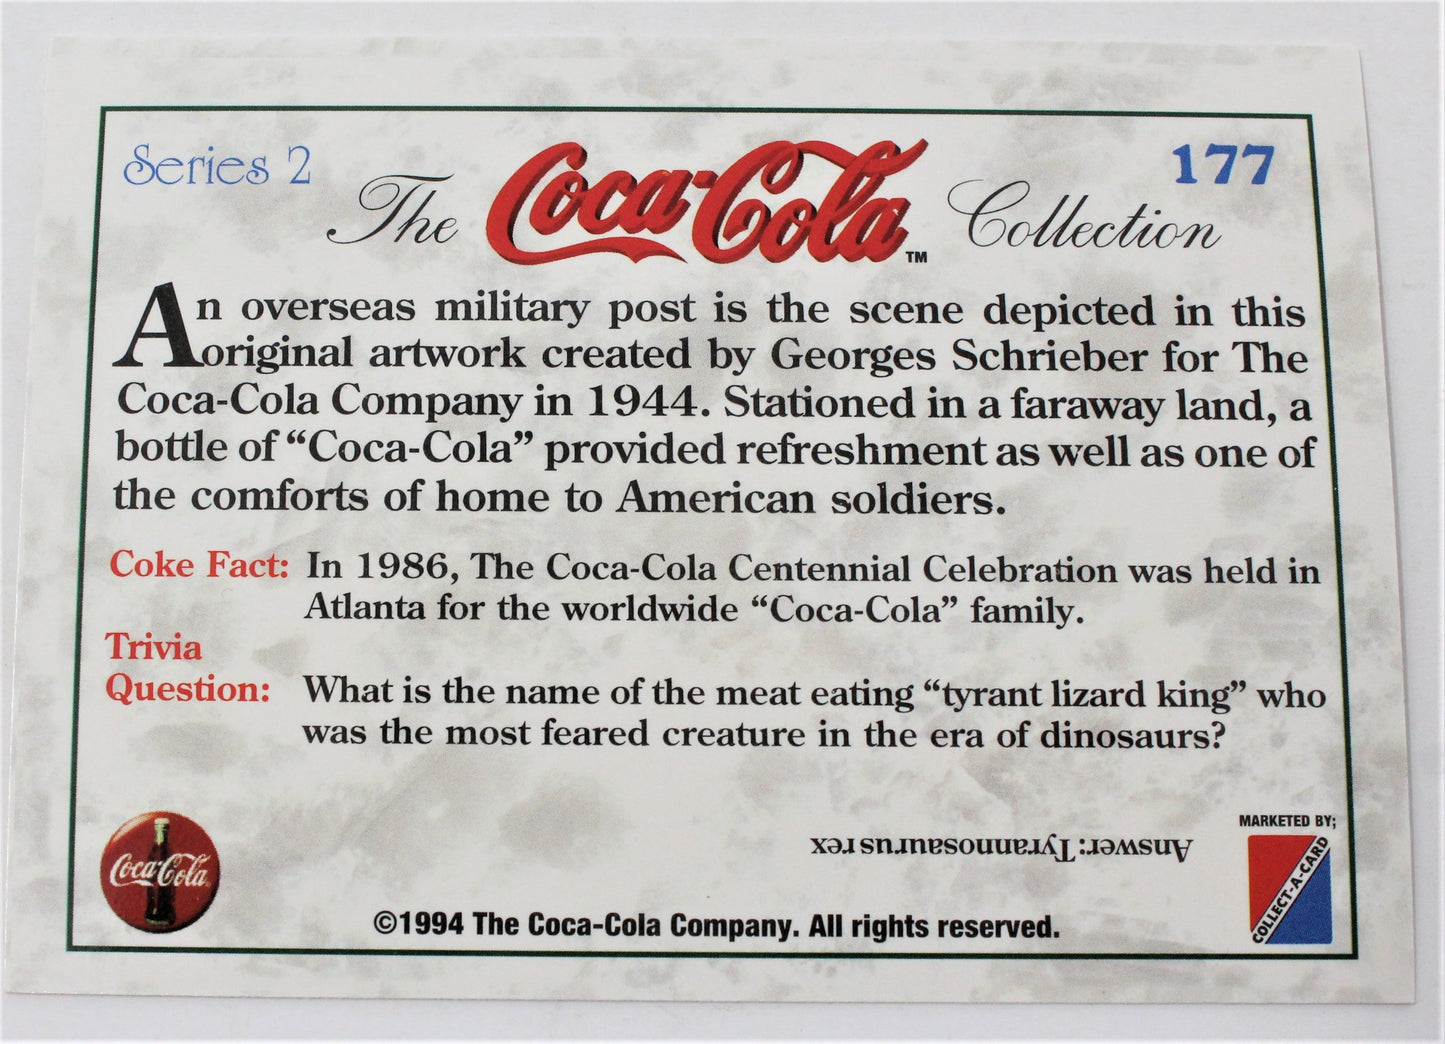 Series 2
177
The Coca-Cola™ Collection
An overseas military post is the scene depicted in this
original artwork created by Georges Schrieber for The
Coca-Cola Company in 1944. Stationed in a faraway land, a
bottle of “Coca-Cola” provided refreshment as well as one of
the comforts of home to American soldiers.
Coke Fact: In 1986, The Coca-Cola Centennial Celebration was held in
Atlanta for the worldwide “Coca-Cola” family.
Trivia
Question: What is the name of the meat eating “tyrant lizard king” who
was the most feared creature in the era of dinosaurs?
Answer: Tyrannosaurus rex
MARKETED BY;
COLLECT-A-CARD
Coca-Cola
©1994 The Coca-Cola Company. All rights reserved.